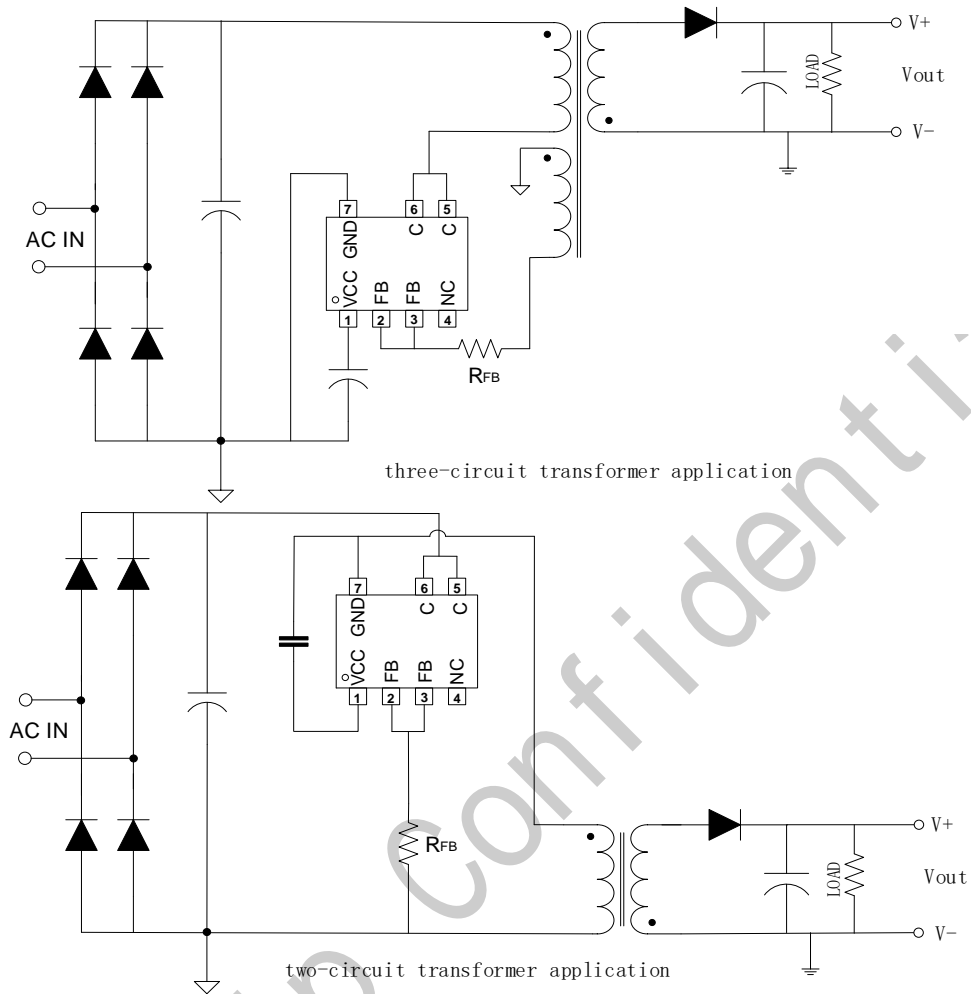 V+
LOAD
Vout
V-
AC IN
7 6 5
GND C C
VCC FB FB NC
1 2 3 4
RFB
three-circuit transformer application
7 6 5
GND C C
VCC FB FB NC
1 2 3 4
AC IN
RFB
V+
LOAD
Vout
V-
two-circuit transformer application
Confidenti